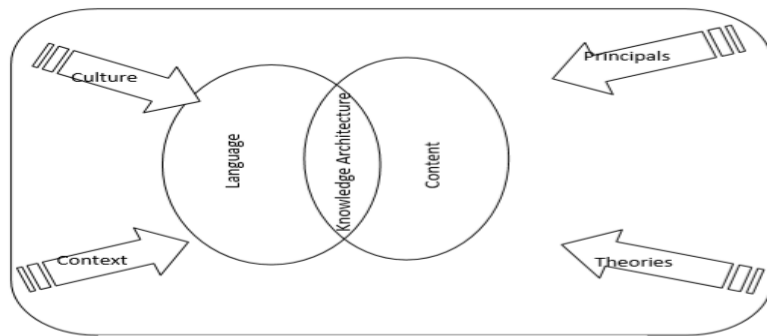 Culture
Principals
Language
Knowledge Architecture
Content
Context
Theories